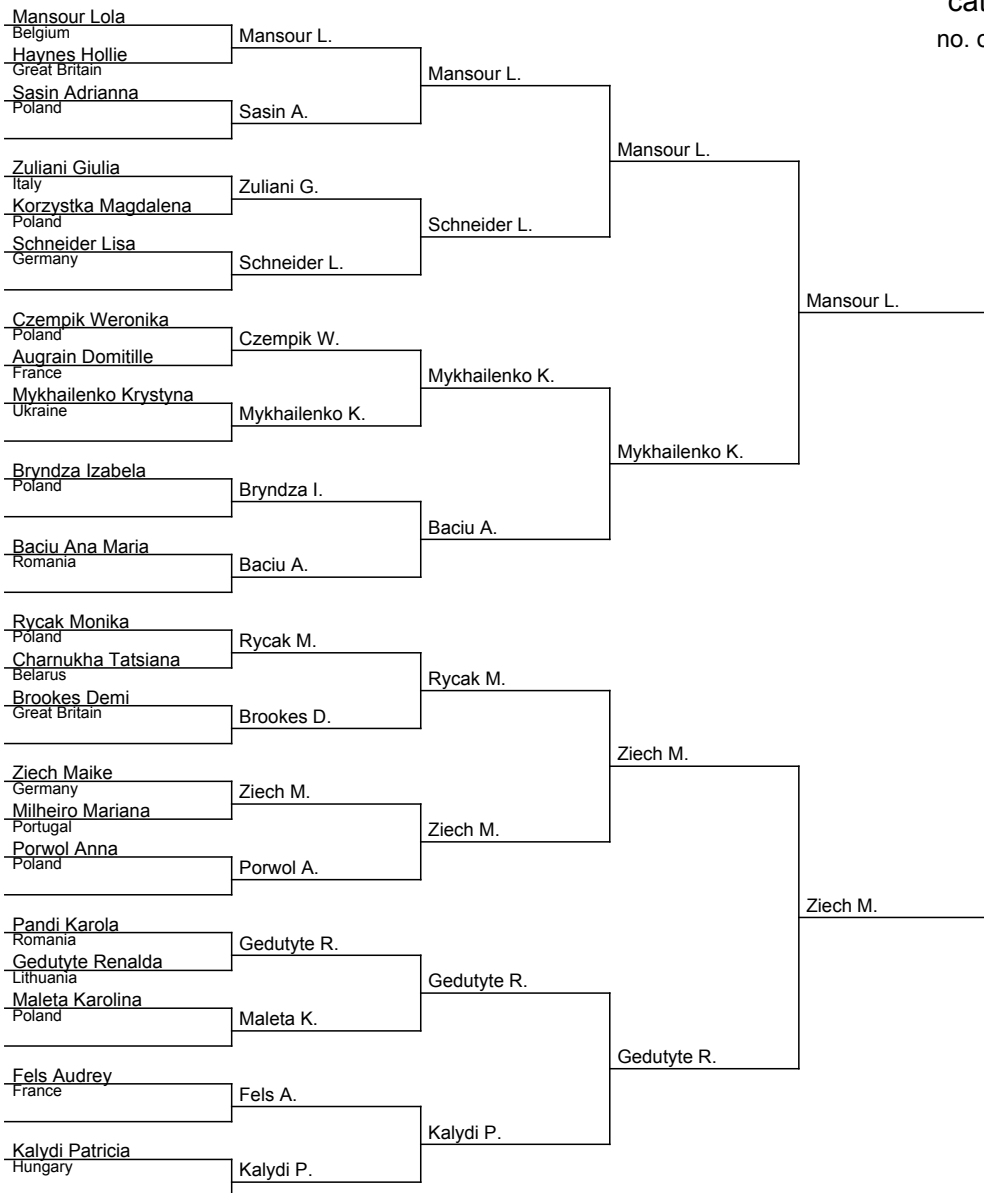 Mansour Lola
Belgium
Haynes Hollie
Great Britain
Sasin Adrianna
Poland
Zuliani Giulia
Italy
Korzystka Magdalena
Poland
Schneider Lisa
Germany
Czempik Weronika
Poland
Augrain Domitille
France
Mykhailenko Krystyna
Ukraine
Bryndza Izabela
Poland
Baciu Ana Maria
Romania
Rycak Monika
Poland
Charnukha Tatsiana
Belarus
Brookes Demi
Great Britain
Ziech Maike
Germany
Milheiro Mariana
Portugal
Porwol Anna
Poland
Pandi Karola
Romania
Gedutyte Renalda
Lithuania
Maleta Karolina
Poland
Fels Audrey
France
Kalydi Patricia
Hungary
Mansour L.
Sasin A.
Zuliani G.
Schneider L.
Czempik W.
Mykhailenko K.
Bryndza I.
Baciu A.
Rycak M.
Brookes D.
Ziech M.
Porwol A.
Gedutyte R.
Maleta K.
Fels A.
Kalydi P.
Mansour L.
Schneider L.
Mykhailenko K.
Baciu A.
Rycak M.
Ziech M.
Gedutyte R.
Kalydi P.
Mansour L.
Mykhailenko K.
Ziech M.
Gedutyte R.
Mansour L.
Ziech M.
cat
no. o